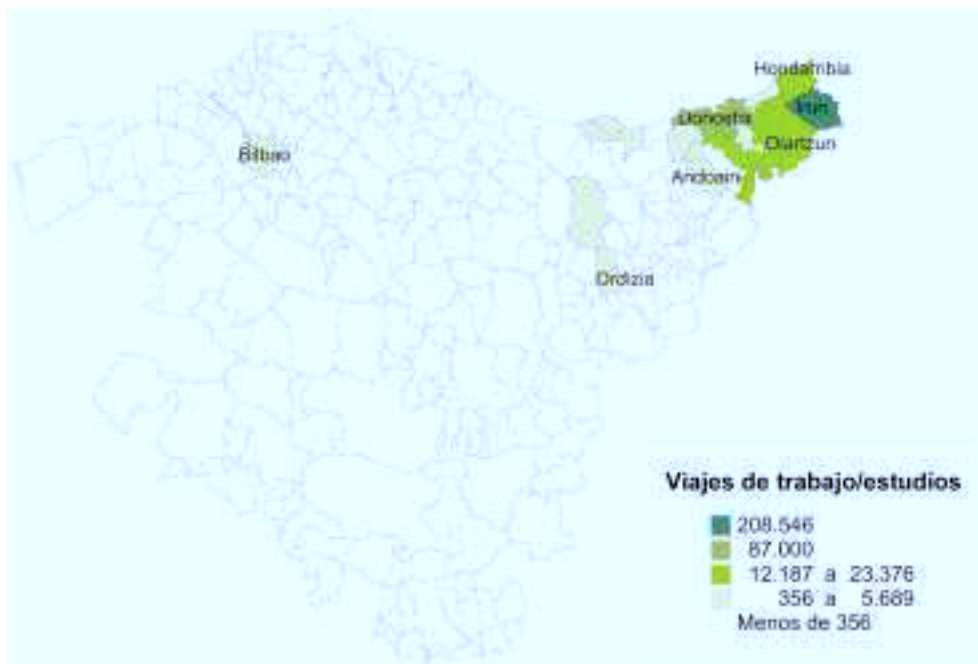 Hondarribia
Irun
Donostia
Oiartzun
Bilbao
Andoain
Ordizia
Viajes de trabajo/estudios
208.546
87.000
12.187 a 23.376
356 a 5.689
Menos de 356